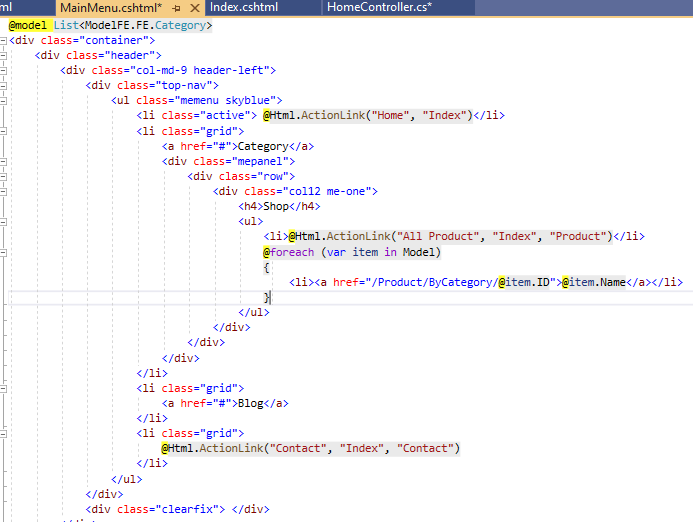 ml MainMenu.cshtml* Index.cshtml HomeController.cs*
@model List<ModelFE.FE.Category>
<div class="container">
<div class="header">
<div class="col-md-9 header-left">
<div class="top-nav">
<ul class="memenu skyblue">
<li class="active"> @Html.ActionLink("Home", "Index")</li>
<li class="grid">
<a href="#">Category</a>
<div class="mepanel">
<div class="row">
<div class="col12 me-one">
<h4>Shop</h4>
<ul>
<li>@Html.ActionLink("All Product", "Index", "Product")</li>
@foreach (var item in Model)
{
<li><a href="/Product/ByCategory/@item.ID">@item.Name</a></li>
}
</ul>
</div>
</div>
</div>
</li>
<li class="grid">
<a href="#">Blog</a>
</li>
<li class="grid">
@Html.ActionLink("Contact", "Index", "Contact")
</li>
</ul>
</div>
<div class="clearfix"> </div>